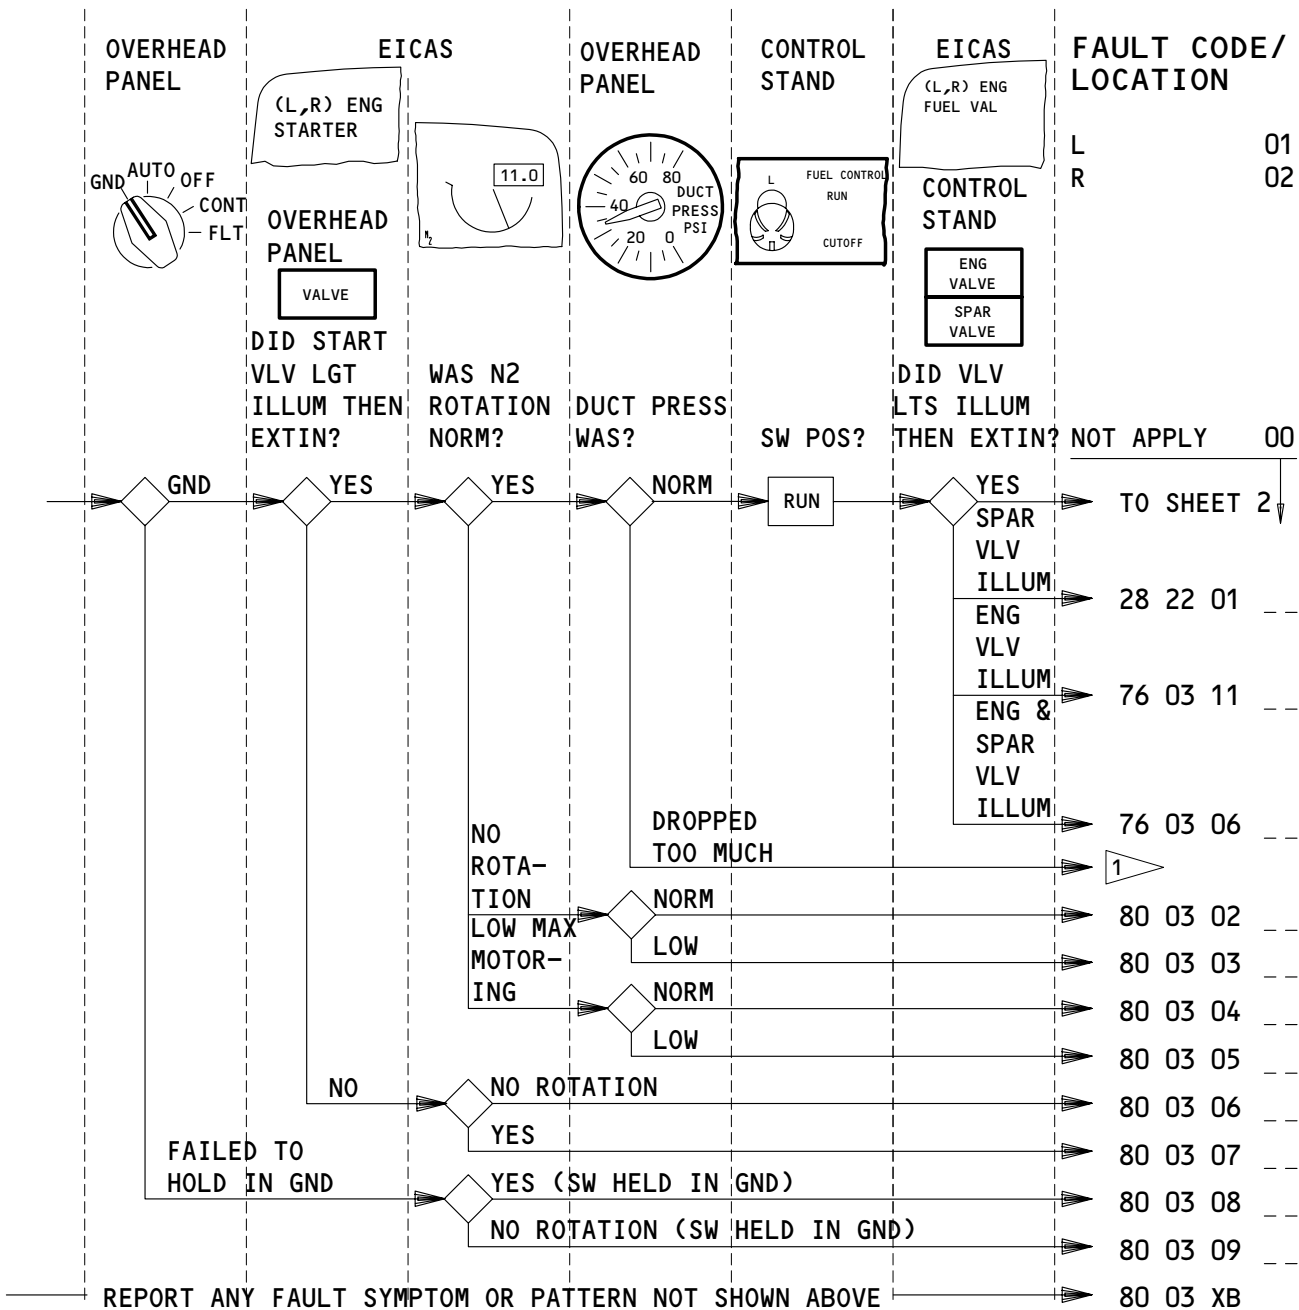 OVERHEAD
PANEL
EICAS
OVERHEAD
PANEL
CONTROL
STAND
EICAS
FAULT CODE/
LOCATION
(L,R) ENG
STARTER
(L,R) ENG
FUEL VAL
L 01
R 02
GND
AUTO
OFF
CONT
FLT
11.0
N2
60 80
40
20 0
DUCT
PRESS
PSI
L
FUEL CONTROL
RUN
CUTOFF
OVERHEAD
PANEL
VALVE
CONTROL
STAND
ENG
VALVE
SPAR
VALVE
DID START
VLV LGT
ILLUM THEN
EXTIN?
WAS N2
ROTATION
NORM?
DUCT PRESS
WAS?
SW POS?
DID VLV
LTS ILLUM
THEN EXTIN?
NOT APPLY 00
GND
YES
YES
NORM
RUN
YES
TO SHEET 2
SPAR
VLV
ILLUM
28 22 01 _ _
ENG
VLV
ILLUM
76 03 11 _ _
ENG &
SPAR
VLV
ILLUM
76 03 06 _ _
DROPPED
TOO MUCH
1
NO
ROTA-
TION
NORM
80 03 02 _ _
LOW
80 03 03 _ _
LOW MAX
MOTOR-
ING
NORM
80 03 04 _ _
LOW
80 03 05 _ _
NO
NO ROTATION
80 03 06 _ _
YES
80 03 07 _ _
FAILED TO
HOLD IN GND
YES (SW HELD IN GND)
80 03 08 _ _
NO ROTATION (SW HELD IN GND)
80 03 09 _ _
REPORT ANY FAULT SYMPTOM OR PATTERN NOT SHOWN ABOVE
80 03 XB